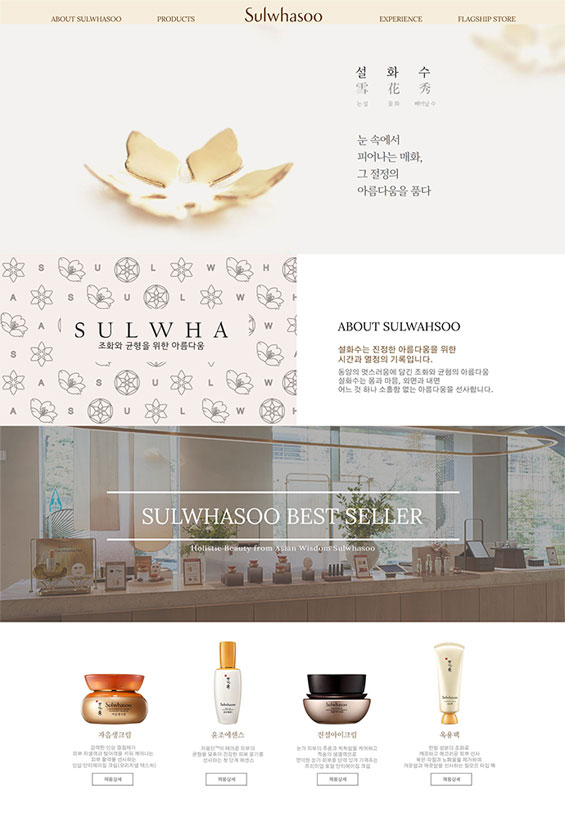 ABOUT SULWHASOO
PRODUCTS
Sulwhasoo
EXPERIENCE
FLAGSHIP STORE
설 화 수
雪 花 秀
눈 설 꽃 화 빼어날 수
눈 속에서
피어나는 매화,
그 절정의
아름다움을 품다
A S U L W H
SULWHA
조화와 균형을 위한 아름다움
A S U L W H
ABOUT SULWAHSOO
설화수는 진정한 아름다움을 위한
시간과 열정의 기록입니다.
동양의 멋스러움에 담긴 조화와 균형의 아름다움
설화수는 몸과 마음, 외면과 내면
어느 것 하나 소홀함 없는 아름다움을 선사합니다.
SULWHASOO BEST SELLER
Holistic Beauty from Asian Wisdom Sulwhasoo
Sulwhasoo
Sulwhasoo
Sulwhasoo
Sulwhasoo
자음생크림
윤조에센스
진설아이크림
옥용팩
제품상세
제품상세
제품상세
제품상세